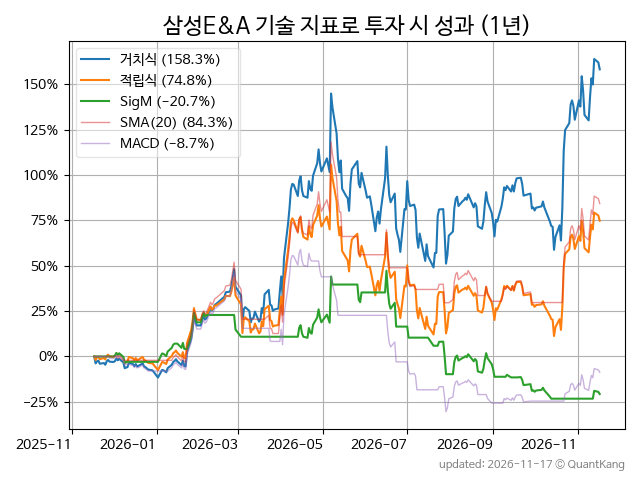 삼성E&A 기술 지표로 투자 시 성과 (1년)
거치식 (158.3%)
적립식 (74.8%)
SigM (−20.7%)
SMA(20) (84.3%)
MACD (−8.7%)
150%
125%
100%
75%
50%
25%
0%
−25%
2025-11 2026-01 2026-03 2026-05 2026-07 2026-09 2026-11
updated: 2026-11-17 © QuantKang